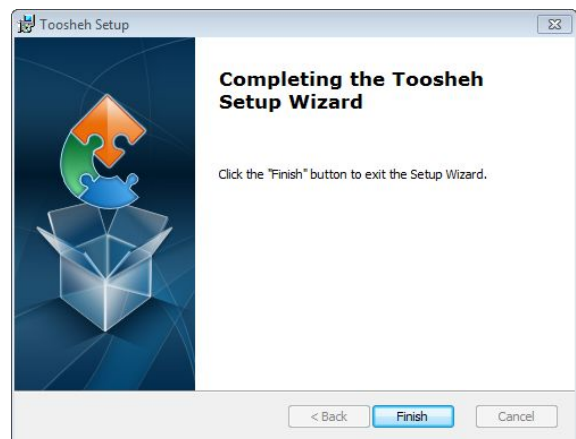 Toosheh Setup
Completing the Toosheh
Setup Wizard
Click the "Finish" button to exit the Setup Wizard.
< Back Finish Cancel